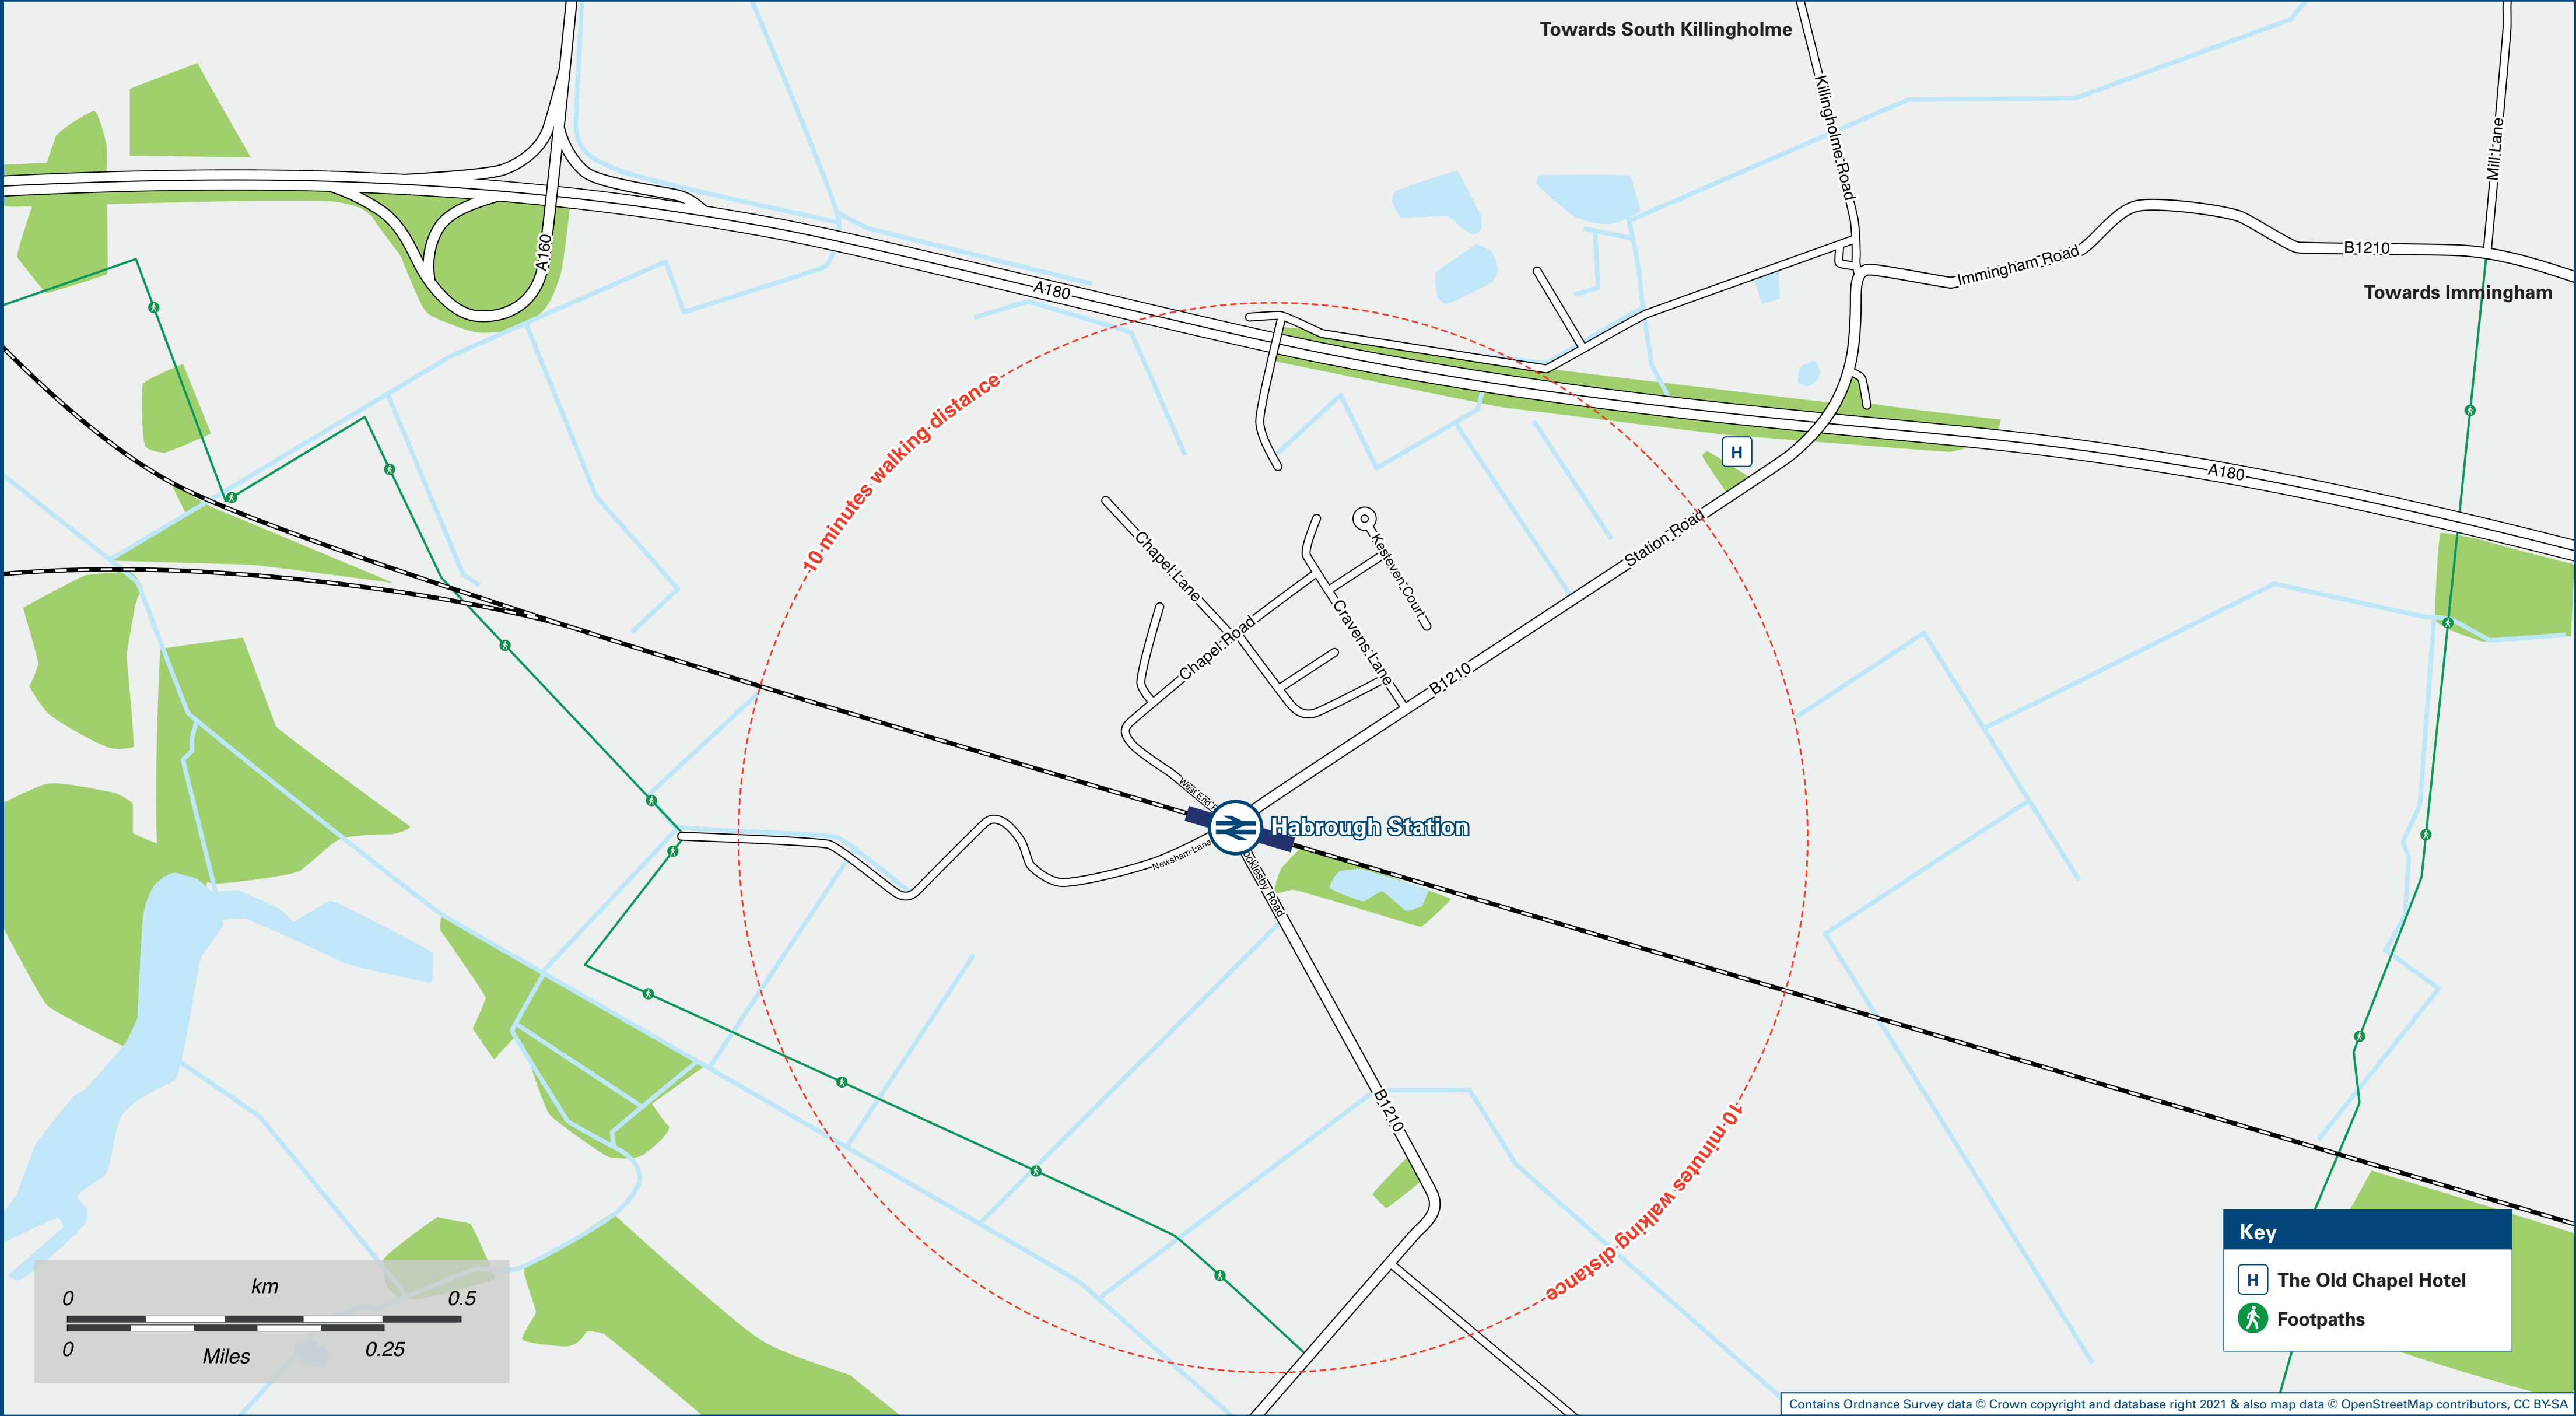 Towards South Killingholme
Killingholme Road
Mill Lane
A160
Immingham Road
B1210
Towards Immingham
A180
10 minutes walking distance
H
A180
Station Road
Kesteven Court
Chapel Lane
Cravens Lane
Chapel Road
B1210
West End
Habrough Station
Newsham Lane
Road
B1210
10 minutes walking distance
Key
H The Old Chapel Hotel
Footpaths
km
0 0.5
0 0.25
Miles
Contains Ordnance Survey data © Crown copyright and database right 2021 & also map data © OpenStreetMap contributors, CC BY-SA